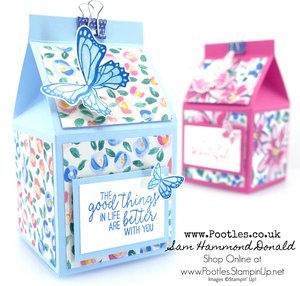 The
good things
IN LIFE
ARE better
WITH YOU
www.Pootles.co.uk
Sam Hammond Donald
Shop Online at
www.Pootles.StampinUp.net
Images © Stampin' Up!